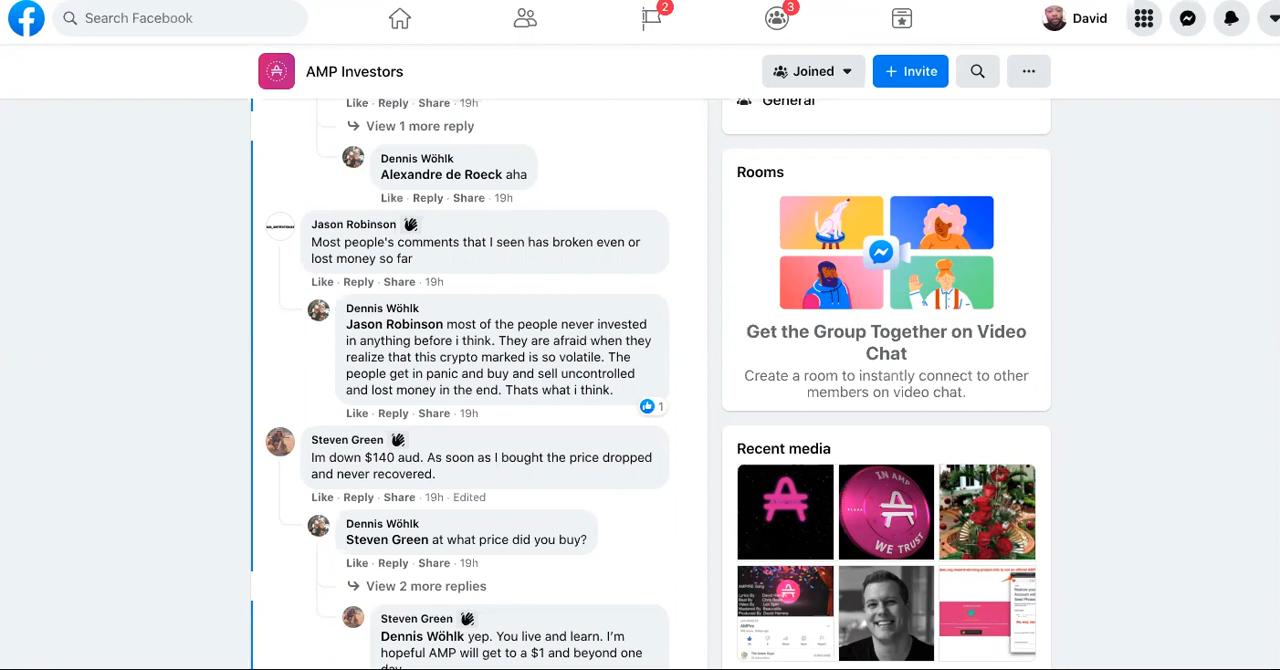 Search Facebook
2
3
David
AMP Investors
Joined
+ Invite
Like · Reply · Share · 19h
View 1 more reply
Dennis Wöhlk
Alexandre de Roeck aha
Like · Reply · Share · 19h
Jason Robinson
Most people's comments that I seen has broken even or
lost money so far
Like · Reply · Share · 19h
Dennis Wöhlk
Jason Robinson most of the people never invested
in anything before i think. They are afraid when they
realize that this crypto marked is so volatile. The
people get in panic and buy and sell uncontrolled
and lost money in the end. Thats what i think.
1
Like · Reply · Share · 19h
Steven Green
Im down $140 aud. As soon as I bought the price dropped
and never recovered.
Like · Reply · Share · 19h · Edited
Dennis Wöhlk
Steven Green at what price did you buy?
Like · Reply · Share · 19h
View 2 more replies
Steven Green
Dennis Wöhlk yep. You live and learn. I'm
hopeful AMP will get to a $1 and beyond one
day
General
Rooms
Get the Group Together on Video
Chat
Create a room to instantly connect to other
members on video chat.
Recent media
IN AMP
WE TRUST